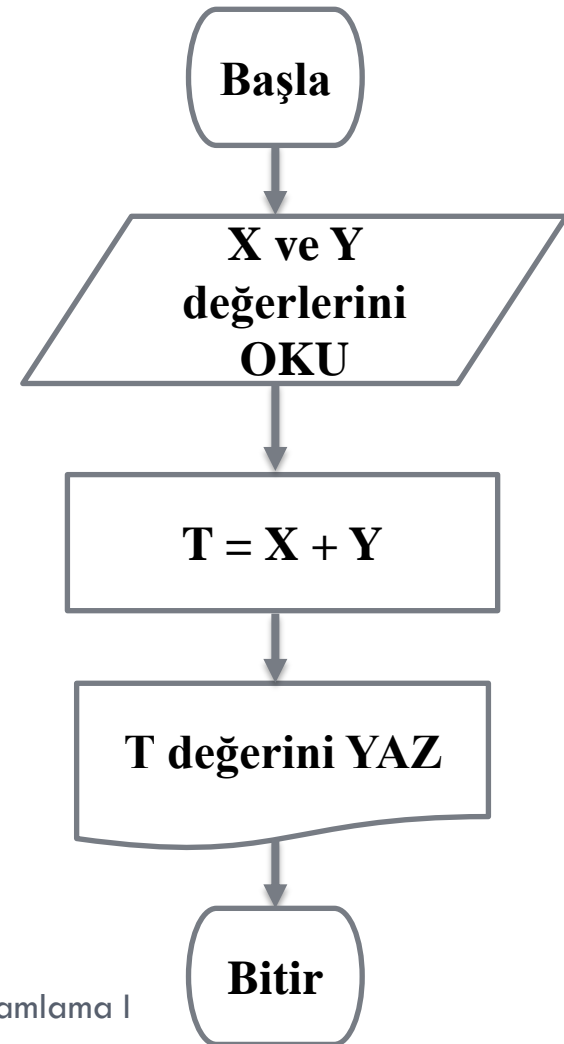 Başla
X ve Y
değerlerini
OKU
T = X + Y
T değerini YAZ
Bitir
amlama I